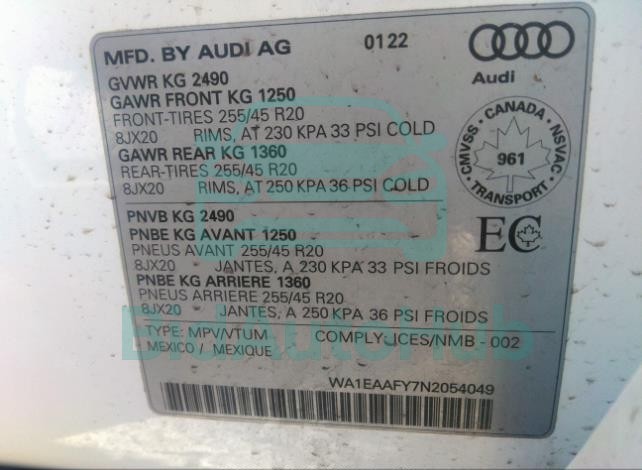 MFD. BY AUDI AG 0122
Audi
GVWR KG 2490
GAWR FRONT KG 1250
FRONT-TIRES 255/45 R20
8JX20 RIMS, AT 230 KPA 33 PSI COLD
GAWR REAR KG 1360
REAR-TIRES 255/45 R20
8JX20 RIMS, AT 250 KPA 36 PSI COLD
CMVSS - CANADA - NSVAC
961
TRANSPORT
PNVB KG 2490
PNBE KG AVANT 1250
PNEUS AVANT 255/45 R20
8JX20 JANTES, A 230 KPA 33 PSI FROIDS
PNBE KG ARRIERE 1360
PNEUS ARRIERE 255/45 R20
8JX20 JANTES, A 250 KPA 36 PSI FROIDS
EC
TYPE: MPV/VTUM COMPLY:ICES/NMB - 002
MEXICO / MEXIQUE
BidAutoHub
WA1EAAFY7N2054049